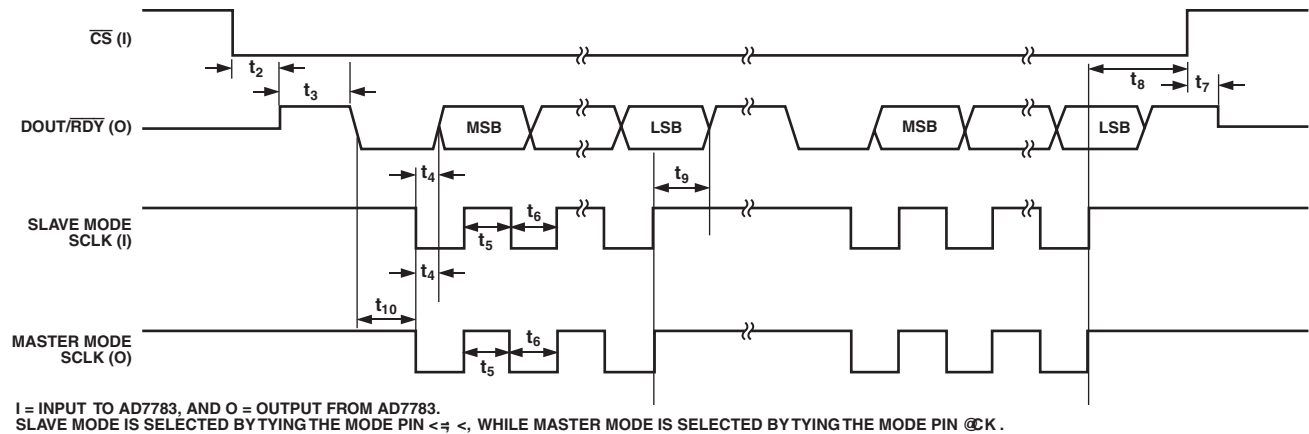 CS (I)
t2
t3
t8
t7
DOUT/RDY (O)
MSB
LSB
MSB
LSB
t4
t9
SLAVE MODE
SCLK (I)
t5
t6
t4
t10
MASTER MODE
SCLK (O)
t5
t6
I = INPUT TO AD7783, AND O = OUTPUT FROM AD7783.
SLAVE MODE IS SELECTED BY TYING THE MODE PIN WHILE MASTER MODE IS SELECTED BY TYING THE MODE PIN